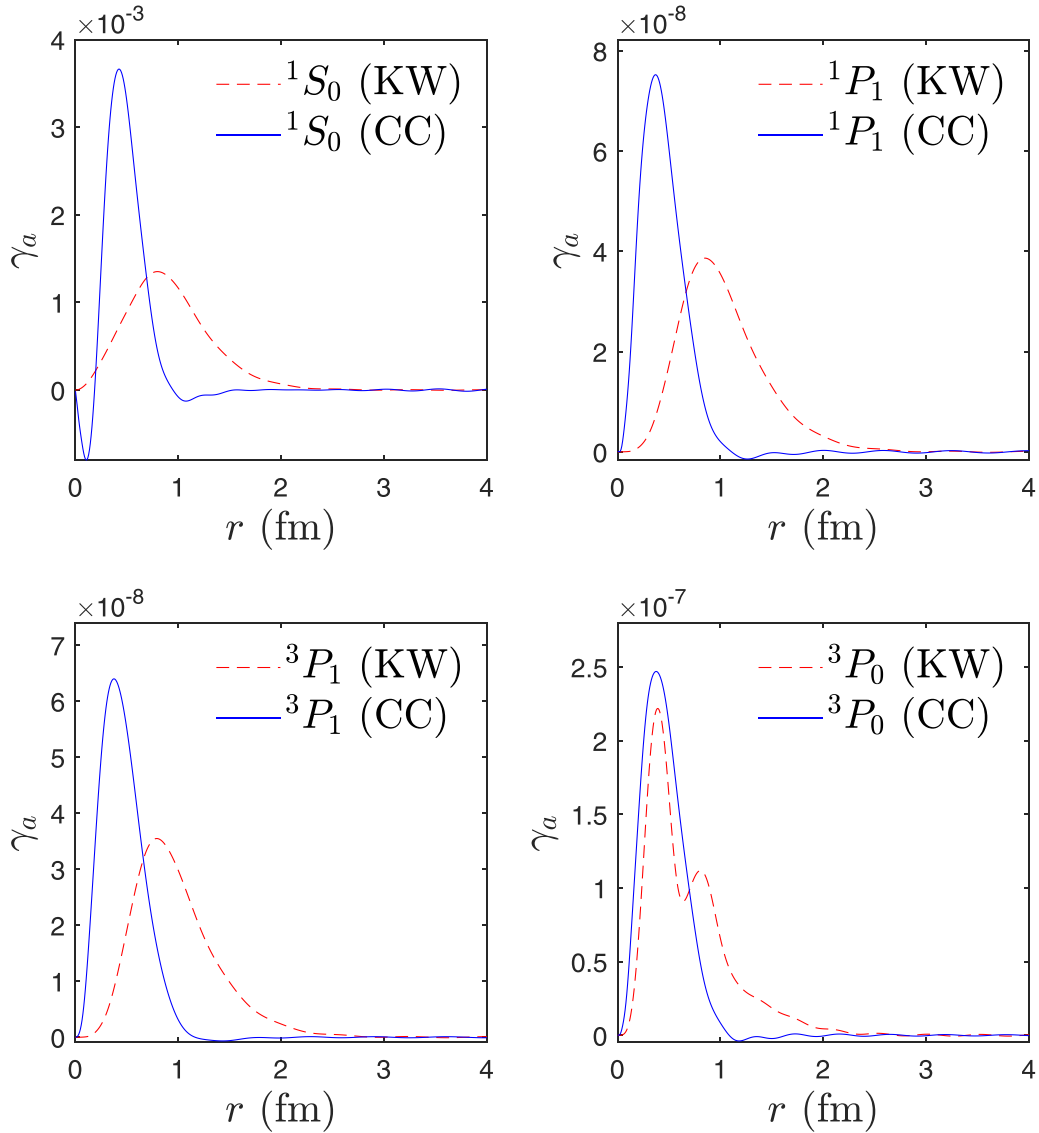 ×10⁻³
4
3
2
1
0
γₐ
¹S₀ (KW)
¹S₀ (CC)
0 1 2 3 4
r (fm)
×10⁻⁸
8
6
4
2
0
γₐ
¹P₁ (KW)
¹P₁ (CC)
0 1 2 3 4
r (fm)
×10⁻⁸
7
6
5
4
3
2
1
0
γₐ
³P₁ (KW)
³P₁ (CC)
0 1 2 3 4
r (fm)
×10⁻⁷
2.5
2
1.5
1
0.5
0
γₐ
³P₀ (KW)
³P₀ (CC)
0 1 2 3 4
r (fm)